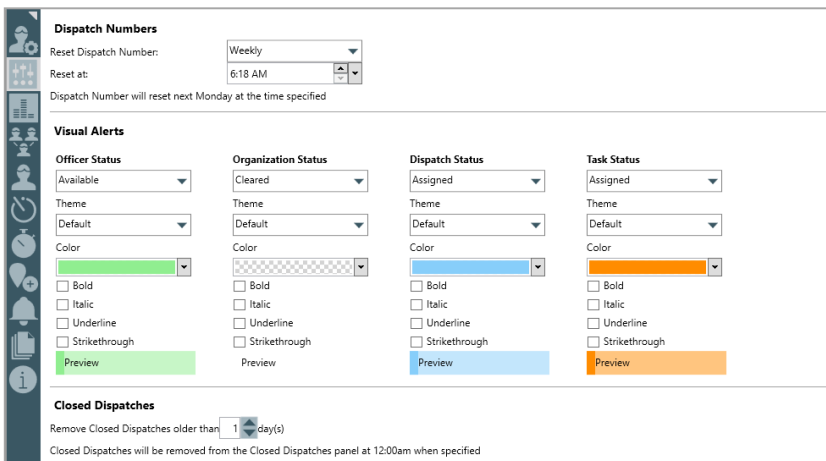 Dispatch Numbers
Reset Dispatch Number: Weekly
Reset at: 6:18 AM
Dispatch Number will reset next Monday at the time specified
Visual Alerts
Officer Status Organization Status Dispatch Status Task Status
Available Cleared Assigned Assigned
Theme Theme Theme Theme
Default Default Default Default
Color Color Color Color
Bold Bold Bold Bold
Italic Italic Italic Italic
Underline Underline Underline Underline
Strikethrough Strikethrough Strikethrough Strikethrough
Preview Preview Preview Preview
Closed Dispatches
Remove Closed Dispatches older than 1 day(s)
Closed Dispatches will be removed from the Closed Dispatches panel at 12:00am when specified